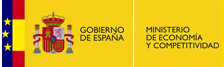 GOBIERNO
DE ESPAÑA
MINISTERIO
DE ECONOMÍA
Y COMPETITIVIDAD